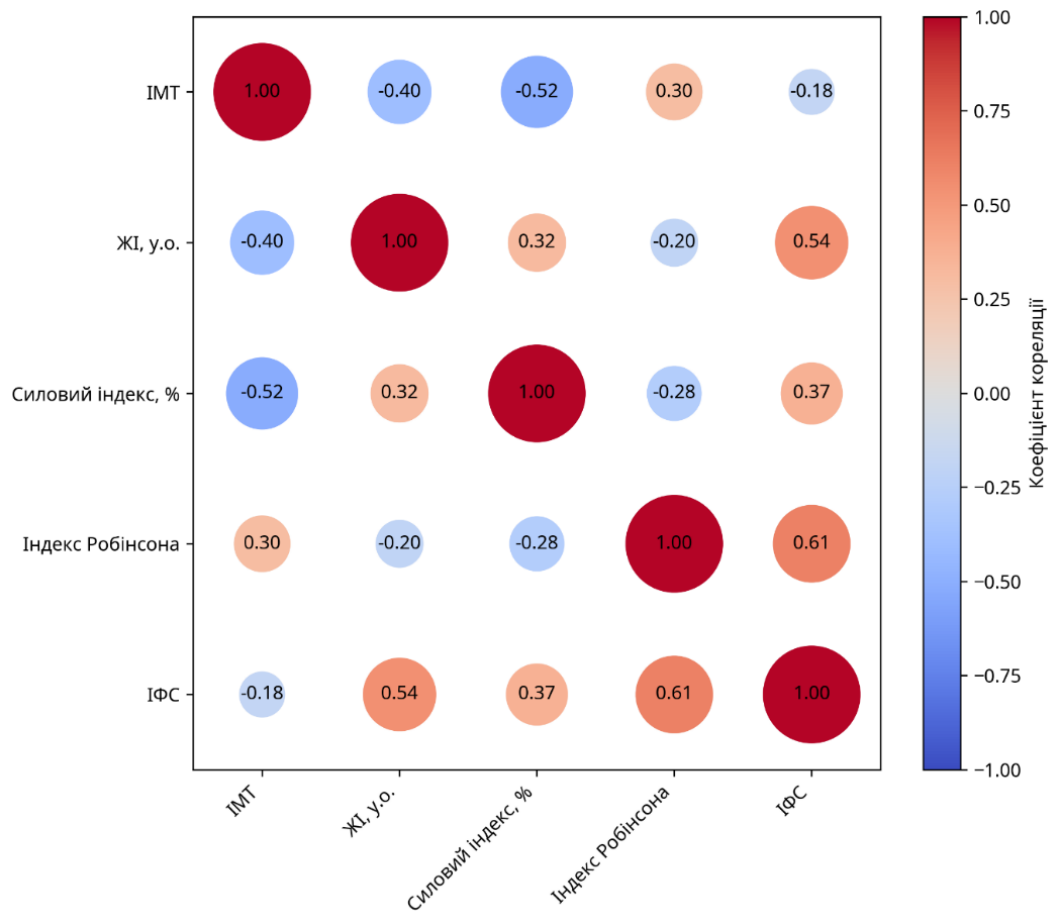 ІМТ 1.00 -0.40 -0.52 0.30 -0.18
ЖІ, у.о. -0.40 1.00 0.32 -0.20 0.54
Силовий індекс, % -0.52 0.32 1.00 -0.28 0.37
Індекс Робінсона 0.30 -0.20 -0.28 1.00 0.61
ІФС -0.18 0.54 0.37 0.61 1.00
ІМТ
ЖІ, у.о.
Силовий індекс, %
Індекс Робінсона
ІФС
1.00
0.75
0.50
0.25
0.00
−0.25
−0.50
−0.75
−1.00
Коефіцієнт кореляції